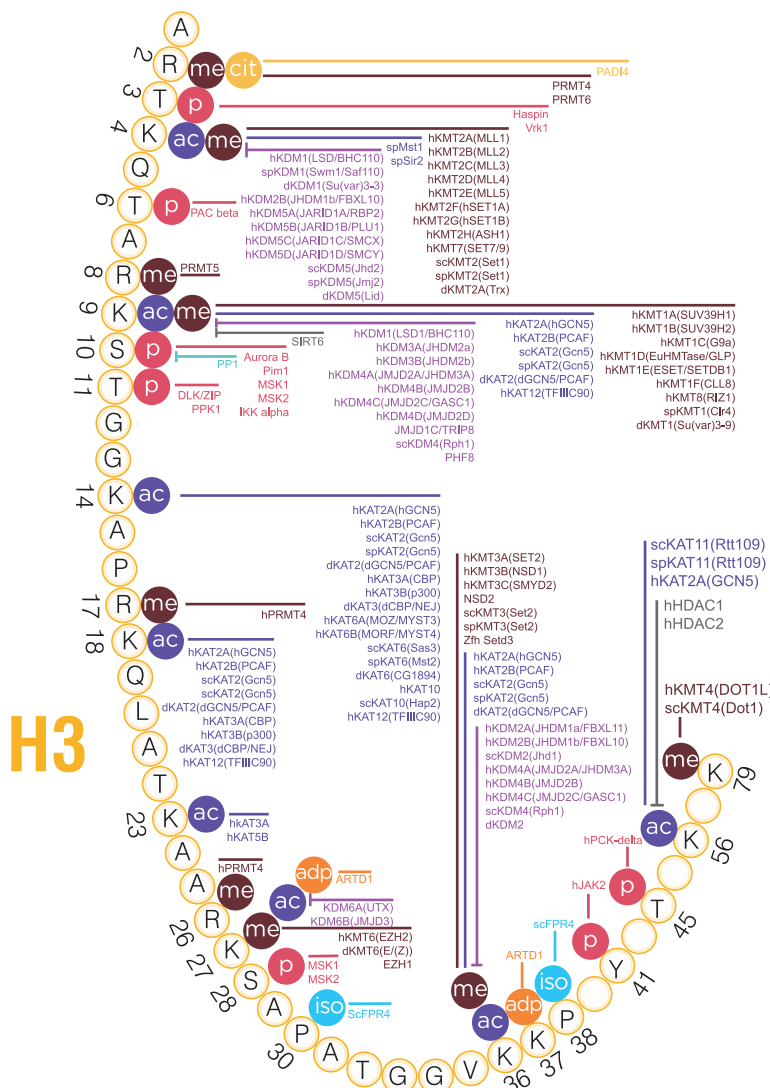 A
2 R me cit
PADI4
PRMT4
PRMT6
3 T p
Haspin
Vrk1
4 K ac me
hKMT2A(MLL1)
hKMT2B(MLL2)
hKMT2C(MLL3)
hKMT2D(MLL4)
hKMT2E(MLL5)
hKMT2F(hSET1A)
hKMT2G(hSET1B)
hKMT2H(ASH1)
hKMT7(SET7/9)
scKMT2(Set1)
spKMT2(Set1)
dKMT2A(Trx)
spMst1
spSir2
hKDM1(LSD/BHC110)
spKDM1(Swm1/Saf110)
dKDM1(Su(var)3-3)
hKDM2B(JHDM1b/FBXL10)
hKDM5A(JARID1A/RBP2)
hKDM5B(JARID1B/PLU1)
hKDM5C(JARID1C/SMCX)
hKDM5D(JARID1D/SMCY)
scKDM5(Jhd2)
spKDM5(Jmj2)
dKDM5(Lid)
Q
6 T p
PAC beta
A
8 R me
PRMT5
9 K ac me
hKMT1A(SUV39H1)
hKMT1B(SUV39H2)
hKMT1C(G9a)
hKMT1D(EuHMTase/GLP)
hKMT1E(ESET/SETDB1)
hKMT1F(CLL8)
hKMT8(RIZ1)
spKMT1(Clr4)
dKMT1(Su(var)3-9)
hKAT2A(hGCN5)
hKAT2B(PCAF)
scKAT2(Gcn5)
spKAT2(Gcn5)
dKAT2(dGCN5/PCAF)
hKAT12(TFIIIC90)
hKDM1(LSD1/BHC110)
hKDM3A(JHDM2a)
hKDM3B(JHDM2b)
hKDM4A(JMJD2A/JHDM3A)
hKDM4B(JMJD2B)
hKDM4C(JMJD2C/GASC1)
hKDM4D(JMJD2D)
JMJD1C/TRIP8
scKDM4(Rph1)
PHF8
SIRT6
10 S p
PP1
Aurora B
Pim1
MSK1
MSK2
IKK alpha
11 T p
DLK/ZIP
PPK1
G
G
14 K ac
hKAT2A(hGCN5)
hKAT2B(PCAF)
scKAT2(Gcn5)
spKAT2(Gcn5)
dKAT2(dGCN5/PCAF)
hKAT3A(CBP)
hKAT3B(p300)
dKAT3(dCBP/NEJ)
hKAT6A(MOZ/MYST3)
hKAT6B(MORF/MYST4)
scKAT6(Sas3)
spKAT6(Mst2)
dKAT6(CG1894)
hKAT10
scKAT10(Hap2)
hKAT12(TFIIIC90)
A
P
17 R me
hPRMT4
18 K ac
hKAT2A(hGCN5)
hKAT2B(PCAF)
scKAT2(Gcn5)
scKAT2(Gcn5)
dKAT2(dGCN5/PCAF)
hKAT3A(CBP)
hKAT3B(p300)
dKAT3(dCBP/NEJ)
hKAT12(TFIIIC90)
Q
L
A
T
H3
23 K ac
hkAT3A
hKAT5B
A
A
26 R me
hPRMT4
27 K me ac adp
ARTD1
KDM6A(UTX)
KDM6B(JMJD3)
hKMT6(EZH2)
dKMT6(E/(Z))
EZH1
28 S p
MSK1
MSK2
A
30 P iso
ScFPR4
A
T
G
G
V
36 K ac me
hKMT3A(SET2)
hKMT3B(NSD1)
hKMT3C(SMYD2)
NSD2
scKMT3(Set2)
spKMT3(Set2)
Zfh Setd3
hKAT2A(hGCN5)
hKAT2B(PCAF)
scKAT2(Gcn5)
spKAT2(Gcn5)
dKAT2(dGCN5/PCAF)
hKDM2A(JHDM1a/FBXL11)
hKDM2B(JHDM1b/FBXL10)
scKDM2(Jhd1)
hKDM4A(JMJD2A/JHDM3A)
hKDM4B(JMJD2B)
hKDM4C(JMJD2C/GASC1)
scKDM4(Rph1)
dKDM2
37 K adp
ARTD1
38 P iso
scFPR4
41 Y p
hJAK2
45 T p
hPCK-delta
56 K ac
scKAT11(Rtt109)
spKAT11(Rtt109)
hKAT2A(GCN5)
hHDAC1
hHDAC2
79 K me
hKMT4(DOT1L)
scKMT4(Dot1)